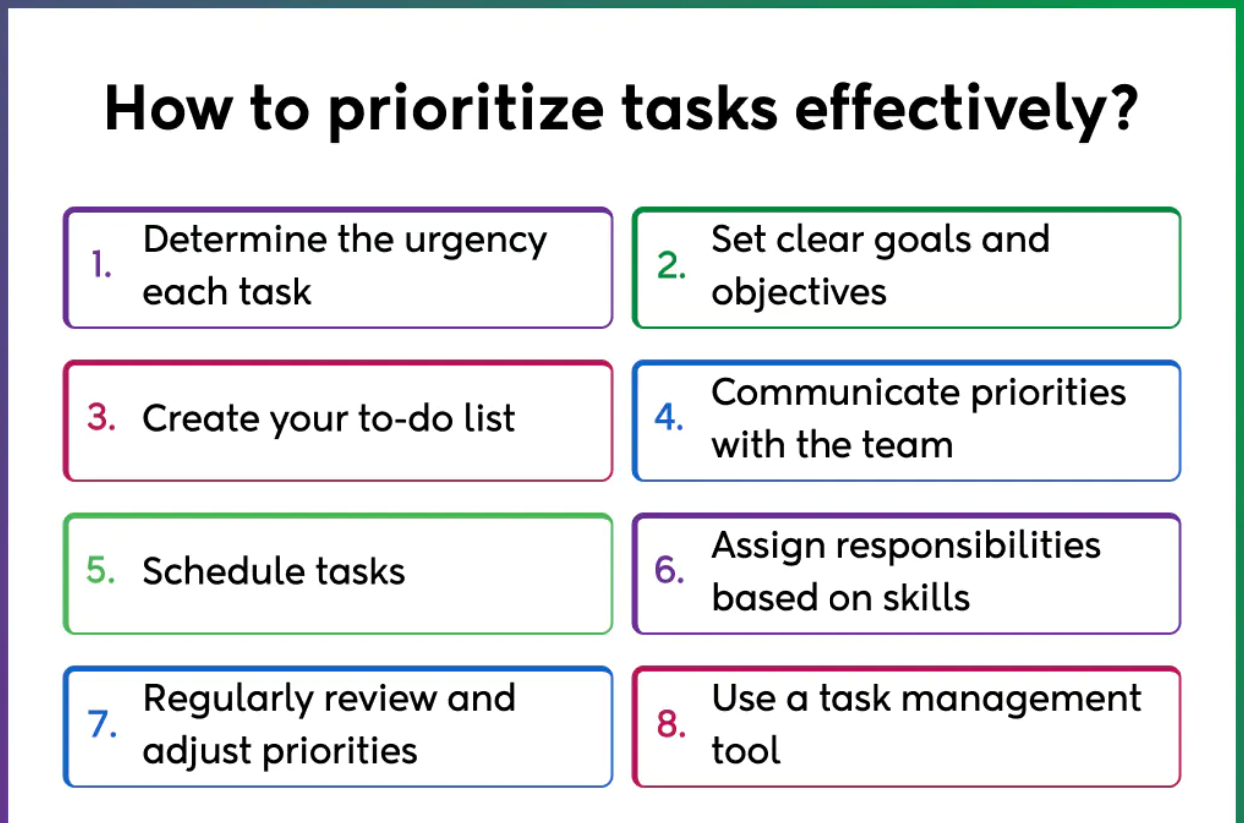 How to prioritize tasks effectively?
1. Determine the urgency
each task
2. Set clear goals and
objectives
3. Create your to-do list
4. Communicate priorities
with the team
5. Schedule tasks
6. Assign responsibilities
based on skills
7. Regularly review and
adjust priorities
8. Use a task management
tool